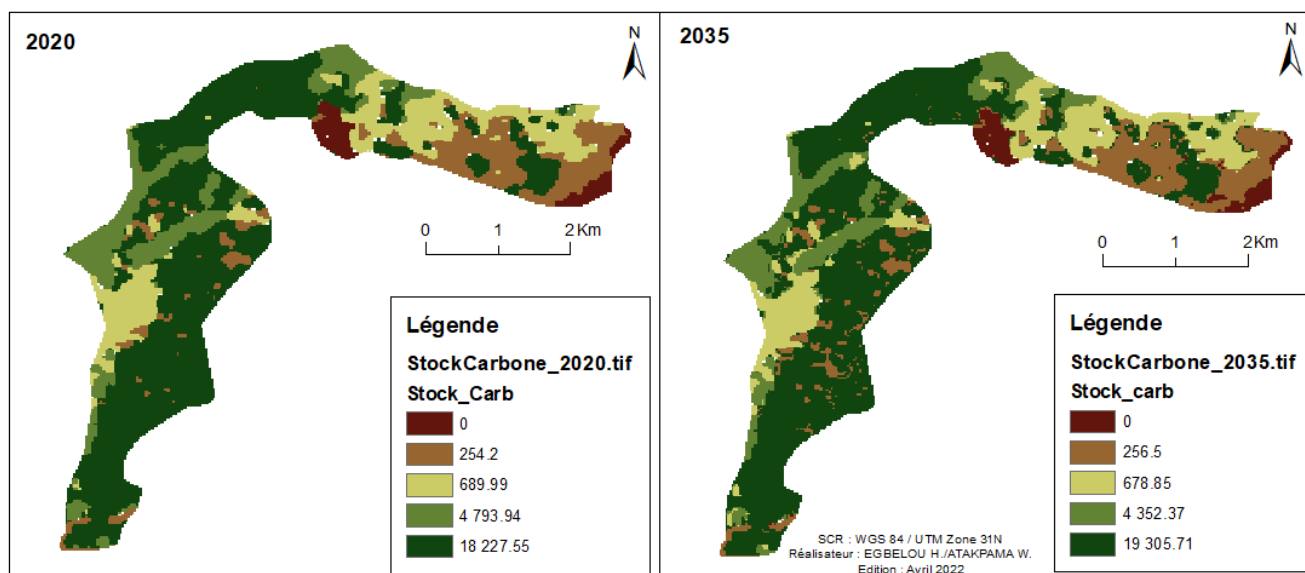 2020
N
0 1 2 Km
Légende
StockCarbone_2020.tif
Stock_Carb
0
254.2
689.99
4 793.94
18 227.55
2035
N
0 1 2 Km
Légende
StockCarbone_2035.tif
Stock_carb
0
256.5
678.85
4 352.37
19 305.71
SCR : WGS 84 / UTM Zone 31N
Réalisateur : EGBELOU H./ATAKPAMA W.
Edition : Avril 2022